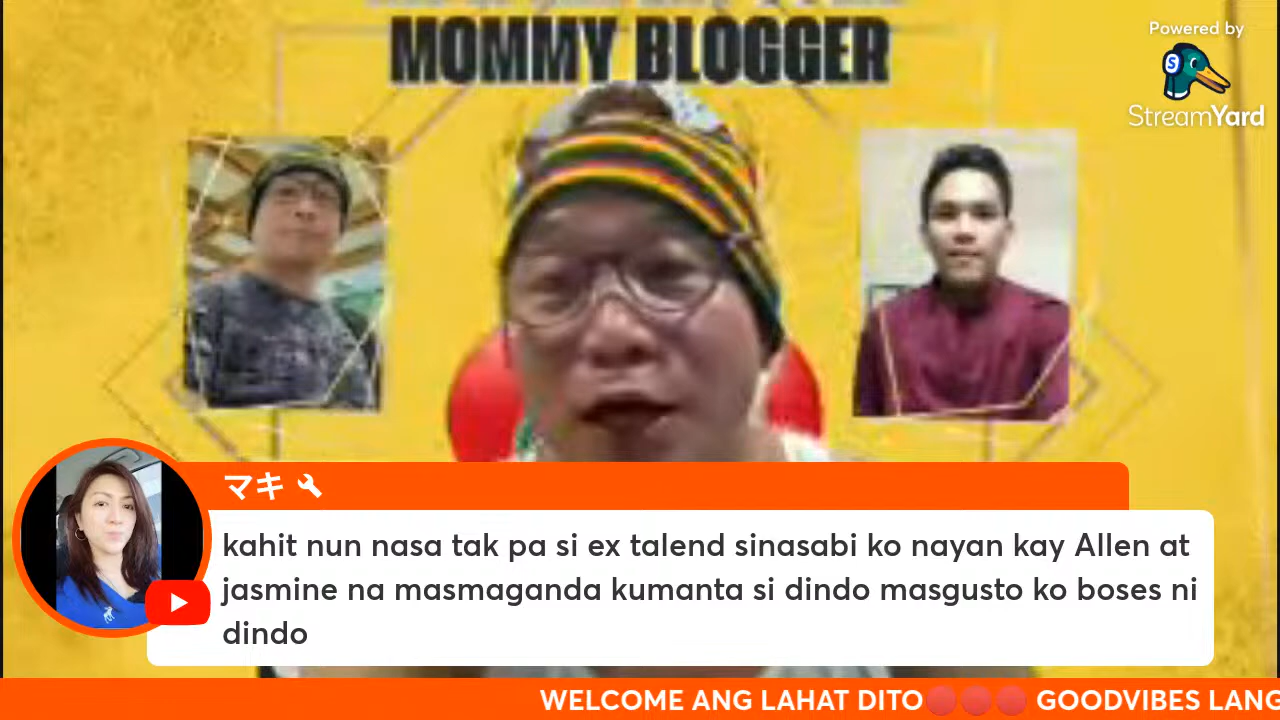 MOMMY BLOGGER
Powered by
StreamYard
マキ
kahit nun nasa tak pa si ex talend sinasabi ko nayan kay Allen at
jasmine na masmaganda kumanta si dindo masgusto ko boses ni
dindo
WELCOME ANG LAHAT DITO🔴🔴🔴 GOODVIBES LANG